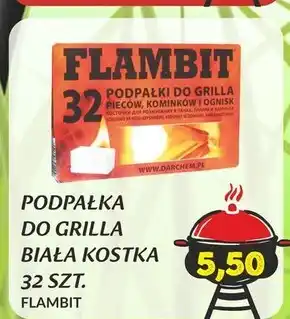 FLAMBIT
32 PODPAŁKI DO GRILLA
PIECÓW, KOMINKÓW I OGNISK
WWW.DARCHEM.PL
PODPAŁKA
DO GRILLA
BIAŁA KOSTKA
32 SZT.
FLAMBIT
5,50